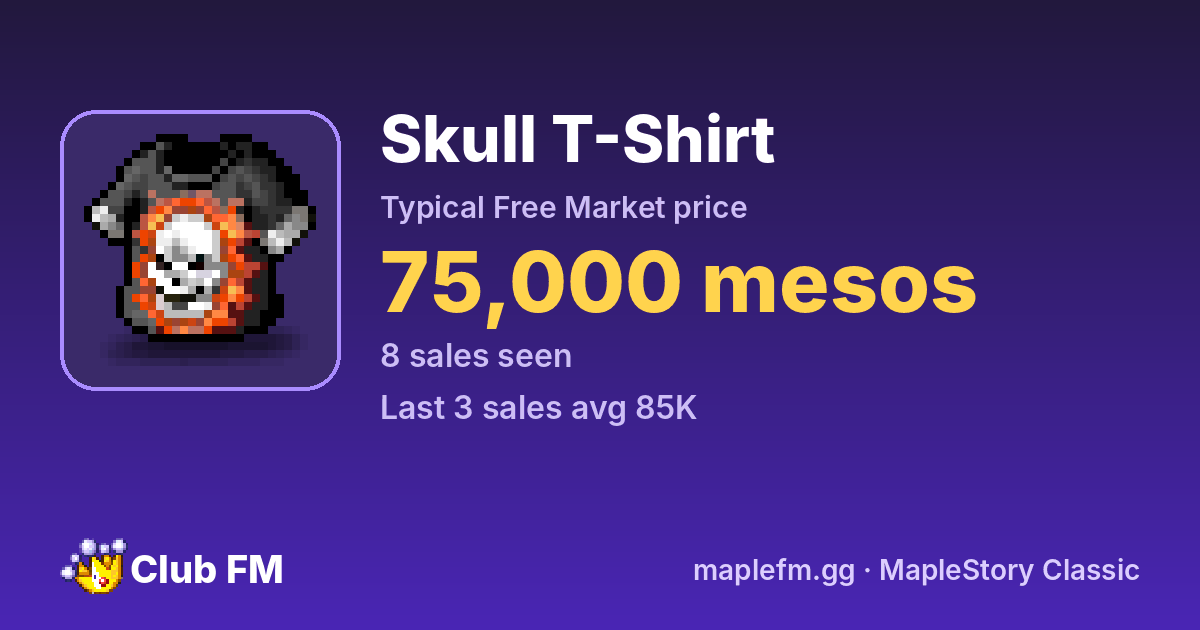 Skull T-Shirt
Typical Free Market price
75,000 mesos
8 sales seen
Last 3 sales avg 85K
Club FM
maplefm.gg · MapleStory Classic